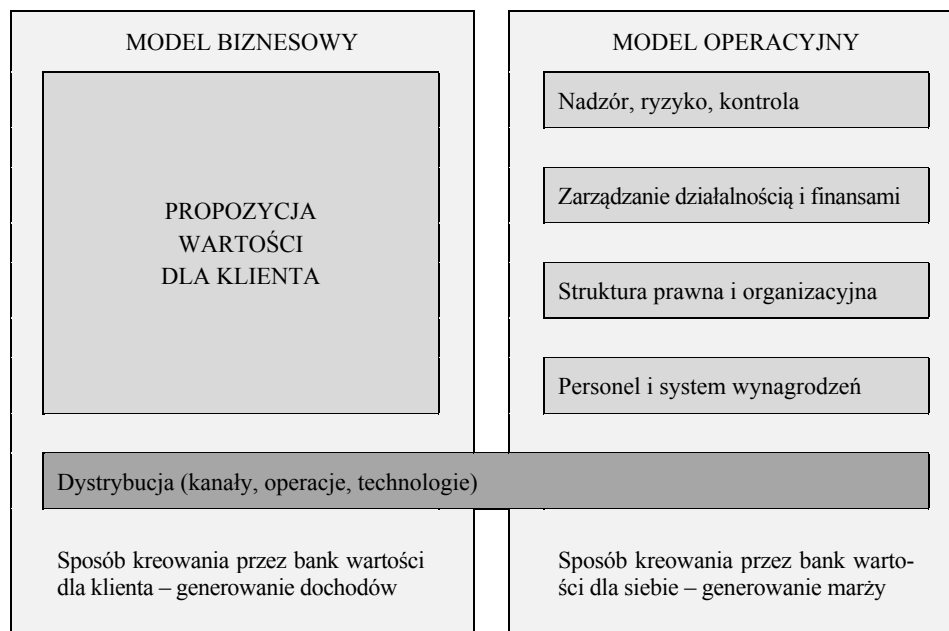 MODEL BIZNESOWY
PROPOZYCJA
WARTOŚCI
DLA KLIENTA
MODEL OPERACYJNY
Nadzór, ryzyko, kontrola
Zarządzanie działalnością i finansami
Struktura prawna i organizacyjna
Personel i system wynagrodzeń
Dystrybucja (kanały, operacje, technologie)
Sposób kreowania przez bank wartości
dla klienta – generowanie dochodów
Sposób kreowania przez bank warto-
ści dla siebie – generowanie marży